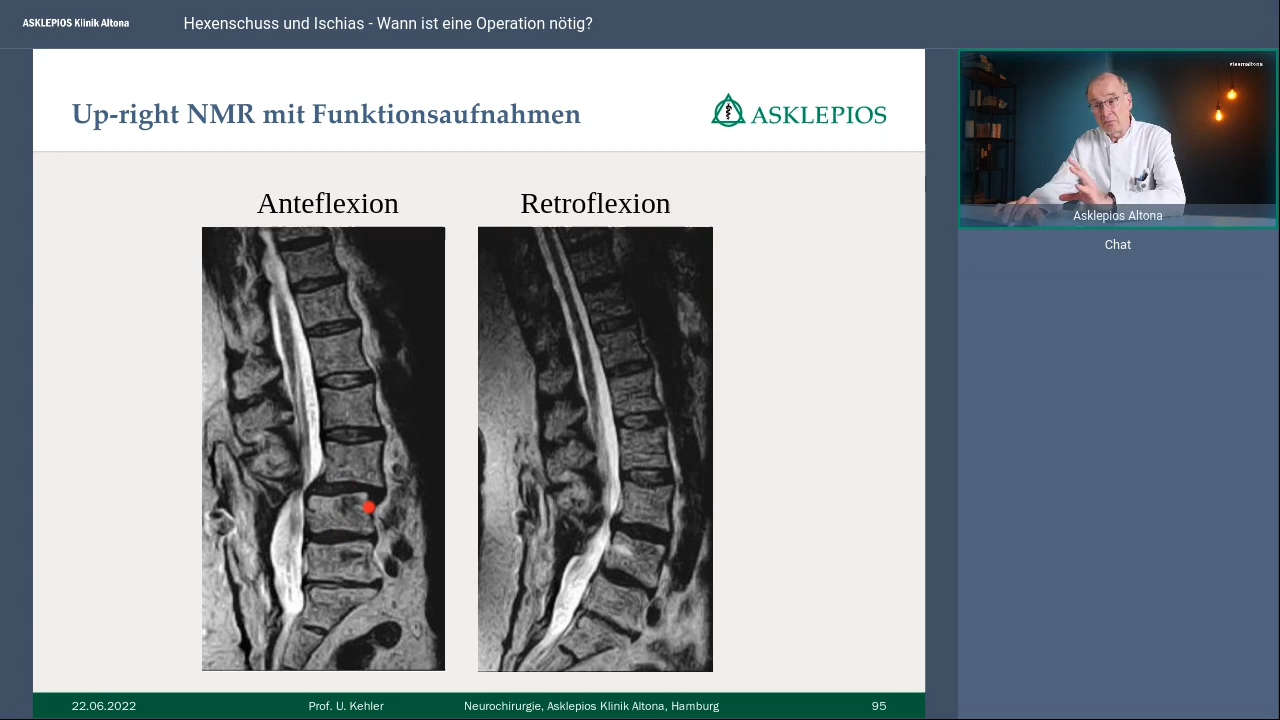 ASKLEPIOS Klinik Altona
Hexenschuss und Ischias - Wann ist eine Operation nötig?
Up-right NMR mit Funktionsaufnahmen
ASKLEPIOS
#teamaltona
Asklepios Altona
Chat
Anteflexion
Retroflexion
22.06.2022
Prof. U. Kehler
Neurochirurgie, Asklepios Klinik Altona, Hamburg
95